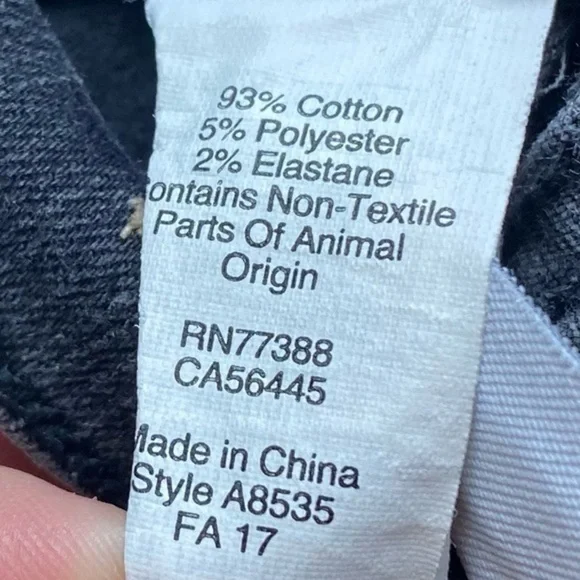 93% Cotton
5% Polyester
2% Elastane
ontains Non-Textile
Parts Of Animal
Origin
RN77388
CA56445
Made in China
Style A8535
FA 17